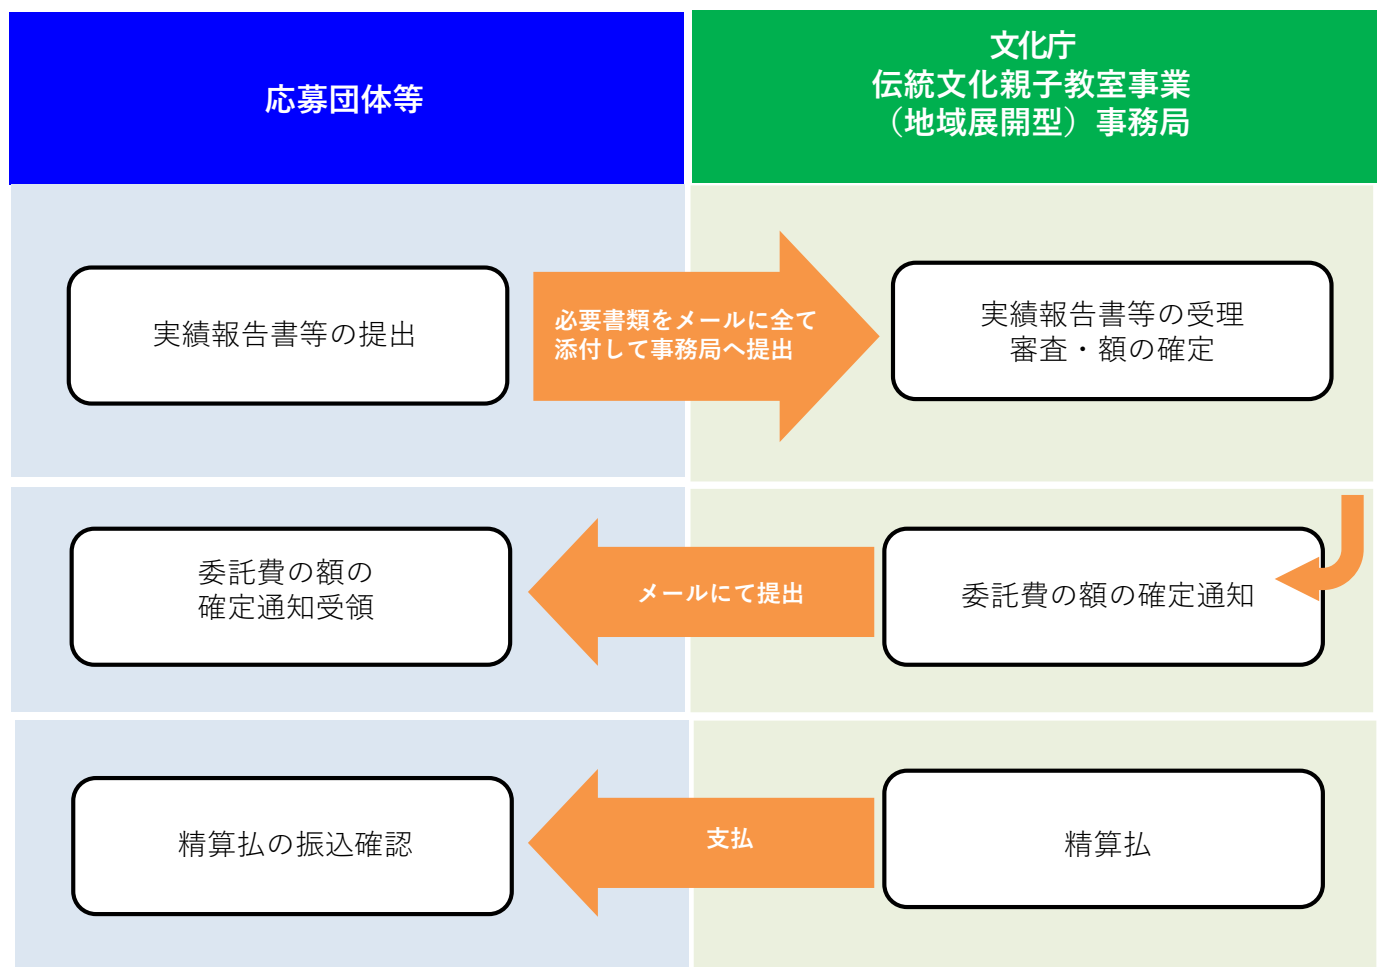 応募団体等
文化庁
伝統文化親子教室事業
（地域展開型）事務局
実績報告書等の提出
必要書類をメールに全て
添付して事務局へ提出
実績報告書等の受理
審査・額の確定
委託費の額の
確定通知受領
メールにて提出
委託費の額の確定通知
精算払の振込確認
支払
精算払